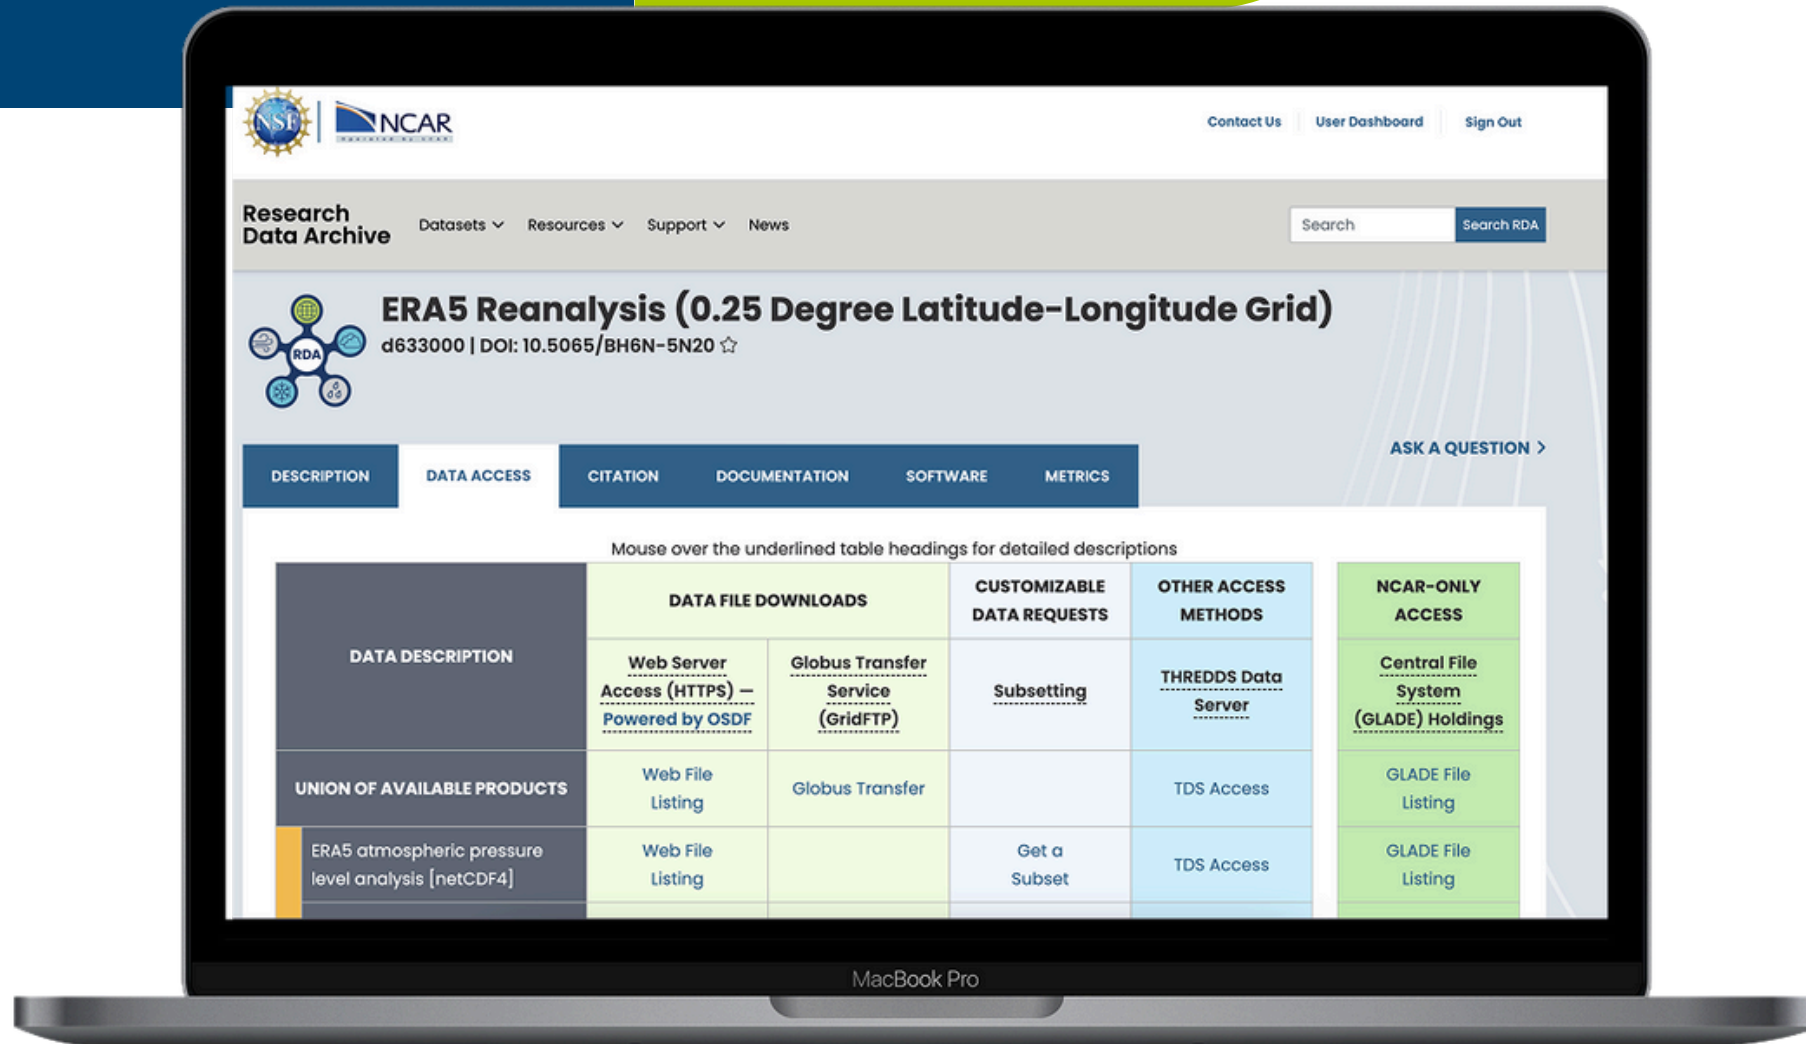 NSF
NCAR
Contact Us
User Dashboard
Sign Out
Research
Data Archive
Datasets
Resources
Support
News
Search
Search RDA
RDA
ERA5 Reanalysis (0.25 Degree Latitude-Longitude Grid)
d633000 | DOI: 10.5065/BH6N-5N20
ASK A QUESTION
DESCRIPTION
DATA ACCESS
CITATION
DOCUMENTATION
SOFTWARE
METRICS
Mouse over the underlined table headings for detailed descriptions
DATA DESCRIPTION
DATA FILE DOWNLOADS
CUSTOMIZABLE
DATA REQUESTS
OTHER ACCESS
METHODS
NCAR-ONLY
ACCESS
Web Server
Access (HTTPS) —
Powered by OSDF
Globus Transfer
Service
(GridFTP)
Subsetting
THREDDS Data
Server
Central File
System
(GLADE) Holdings
UNION OF AVAILABLE PRODUCTS
Web File
Listing
Globus Transfer
TDS Access
GLADE File
Listing
ERA5 atmospheric pressure
level analysis [netCDF4]
Web File
Listing
Get a
Subset
TDS Access
GLADE File
Listing
MacBook Pro